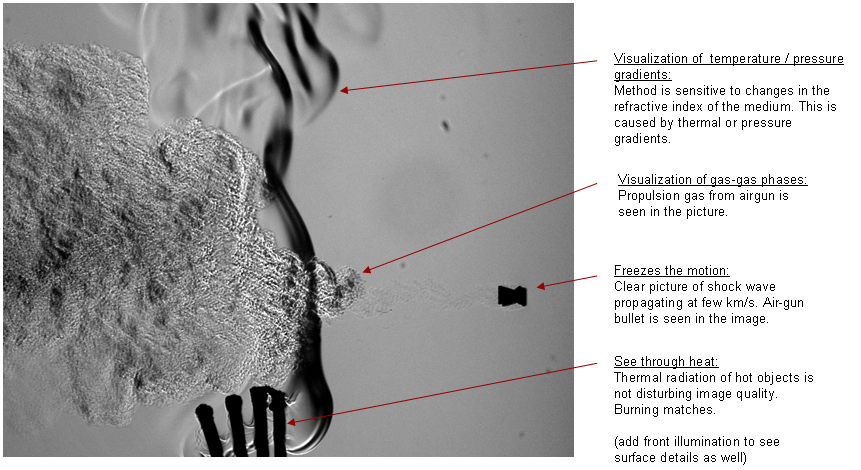 Visualization of temperature / pressure
gradients:
Method is sensitive to changes in the
refractive index of the medium. This is
caused by thermal or pressure
gradients.
Visualization of gas-gas phases:
Propulsion gas from airgun is
seen in the picture.
Freezes the motion:
Clear picture of shock wave
propagating at few km/s. Air-gun
bullet is seen in the image.
See through heat:
Thermal radiation of hot objects is
not disturbing image quality.
Burning matches.
(add front illumination to see
surface details as well)